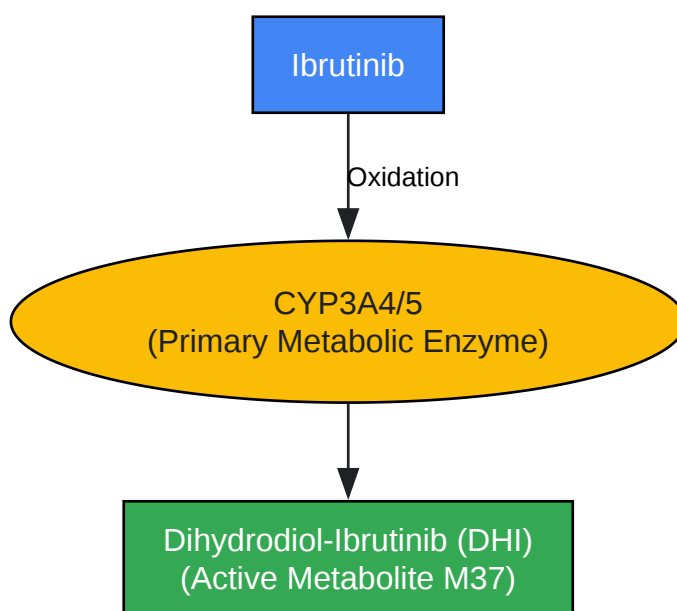 Ibrutinib
Oxidation
CYP3A4/5
(Primary Metabolic Enzyme)
Dihydrodiol-Ibrutinib (DHI)
(Active Metabolite M37)